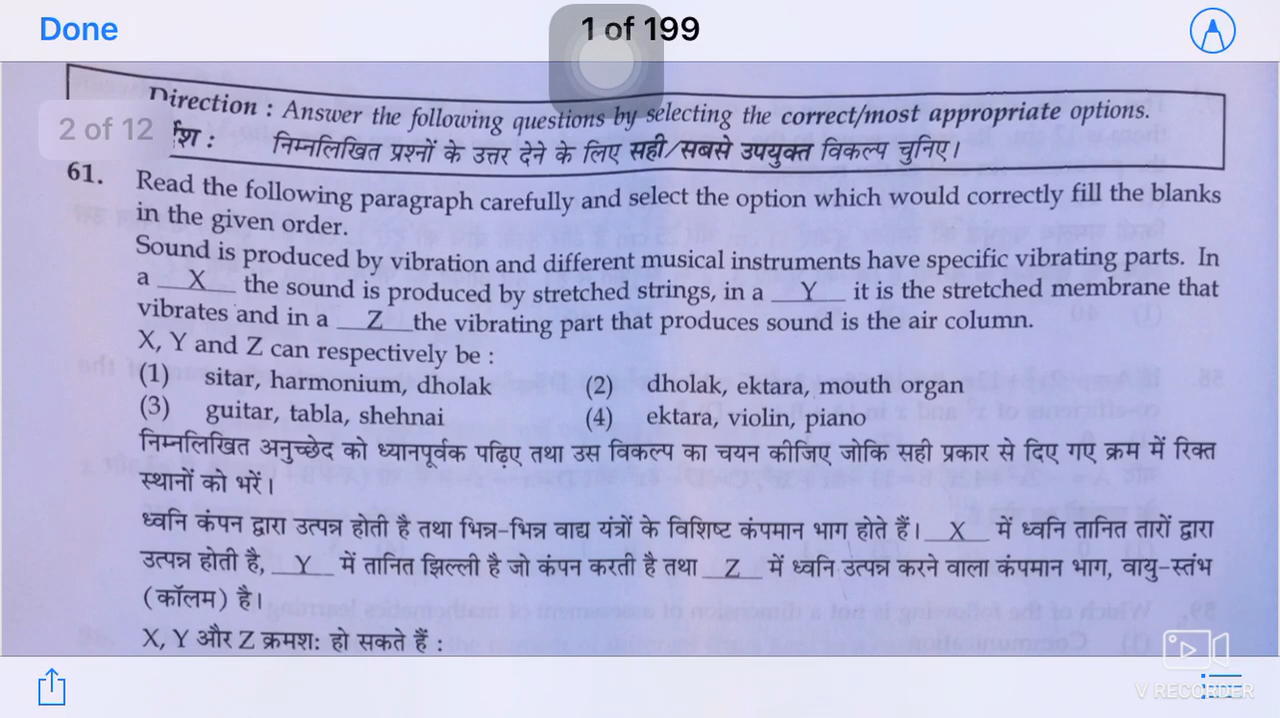 Done
1 of 199
Direction : Answer the following questions by selecting the correct/most appropriate options.
2 of 12
निम्नलिखित प्रश्नों के उत्तर देने के लिए सही/सबसे उपयुक्त विकल्प चुनिए।
61. Read the following paragraph carefully and select the option which would correctly fill the blanks
in the given order.
Sound is produced by vibration and different musical instruments have specific vibrating parts. In
a __X__ the sound is produced by stretched strings, in a __Y__ it is the stretched membrane that
vibrates and in a __Z__ the vibrating part that produces sound is the air column.
X, Y and Z can respectively be :
(1) sitar, harmonium, dholak (2) dholak, ektara, mouth organ
(3) guitar, tabla, shehnai (4) ektara, violin, piano
निम्नलिखित अनुच्छेद को ध्यानपूर्वक पढ़िए तथा उस विकल्प का चयन कीजिए जोकि सही प्रकार से दिए गए क्रम में रिक्त
स्थानों को भरें।
ध्वनि कंपन द्वारा उत्पन्न होती है तथा भिन्न-भिन्न वाद्य यंत्रों के विशिष्ट कंपमान भाग होते हैं। __X__ में ध्वनि तानित तारों द्वारा
उत्पन्न होती है, __Y__ में तानित झिल्ली है जो कंपन करती है तथा __Z__ में ध्वनि उत्पन्न करने वाला कंपमान भाग, वायु-स्तंभ
(कॉलम) है।
X, Y और Z क्रमशः हो सकते हैं :
V RECORDER